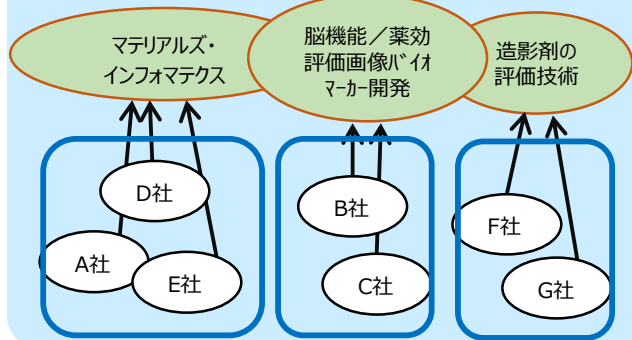 マテリアルズ・
インフォマテクス
脳機能／薬効
評価画像ﾊﾞｲｵ
ﾏｰｶｰ開発
造影剤の
評価技術
D社
A社
E社
B社
C社
F社
G社